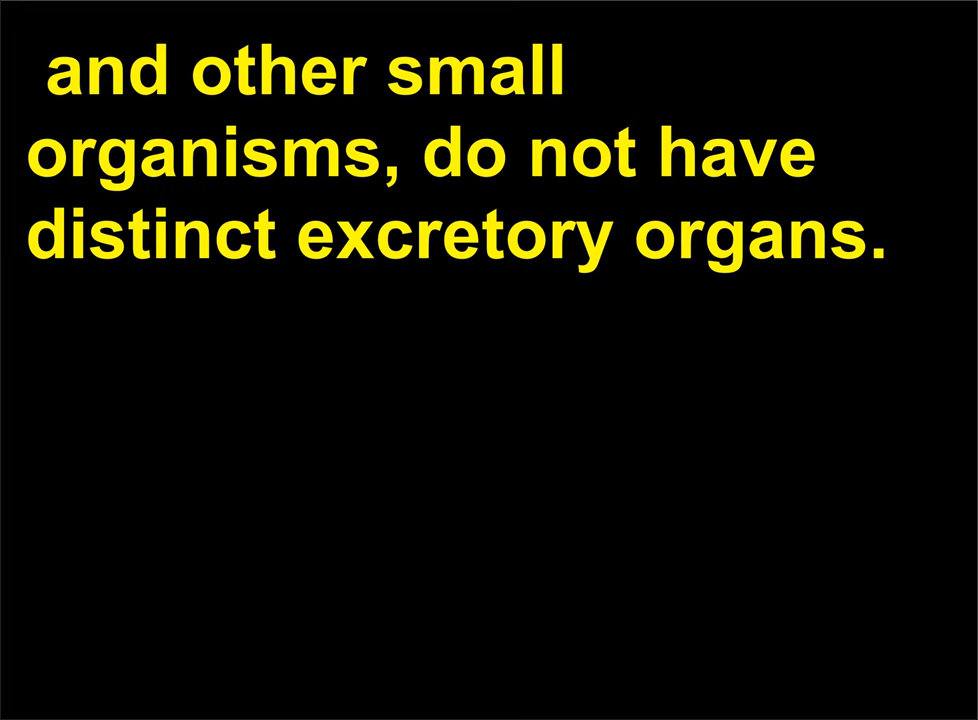 and other small
organisms, do not have
distinct excretory organs.